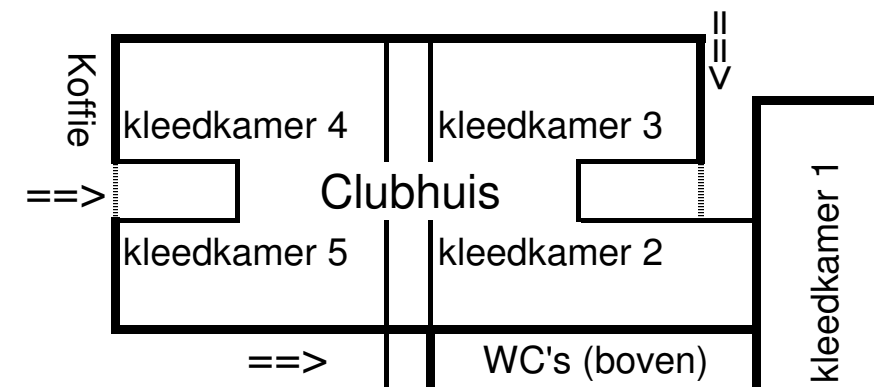 ==>
Koffie
kleedkamer 4
kleedkamer 3
==>
Clubhuis
kleedkamer 1
kleedkamer 5
kleedkamer 2
==>
WC's (boven)